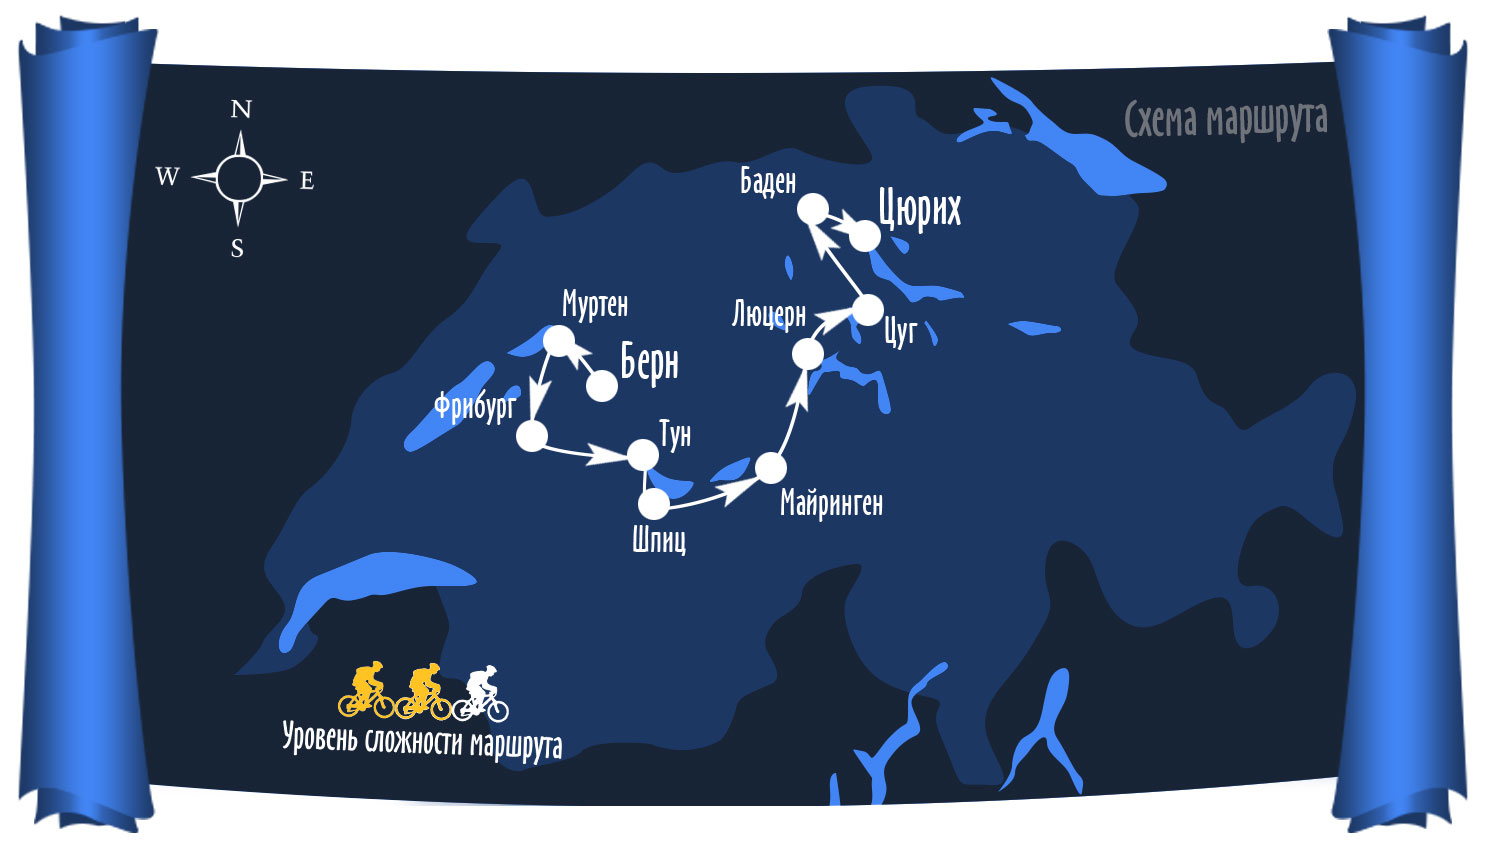 Схема маршрута
N
W
E
S
Баден
Цюрих
Муртен
Люцерн
Цуг
Берн
Фрибург
Тун
Майринген
Шпиц
Уровень сложности маршрута